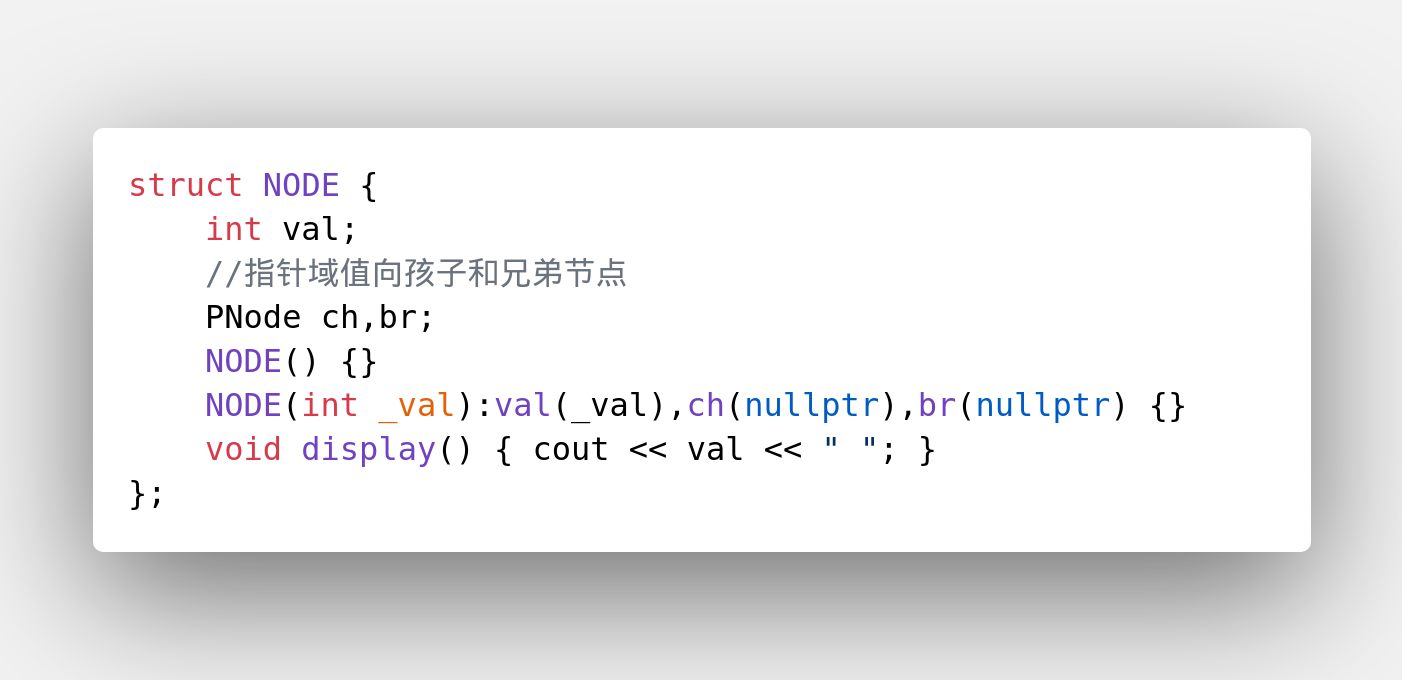 struct NODE {
    int val;
    //指针域值向孩子和兄弟节点
    PNode ch,br;
    NODE() {}
    NODE(int _val):val(_val),ch(nullptr),br(nullptr) {}
    void display() { cout << val << " "; }
};